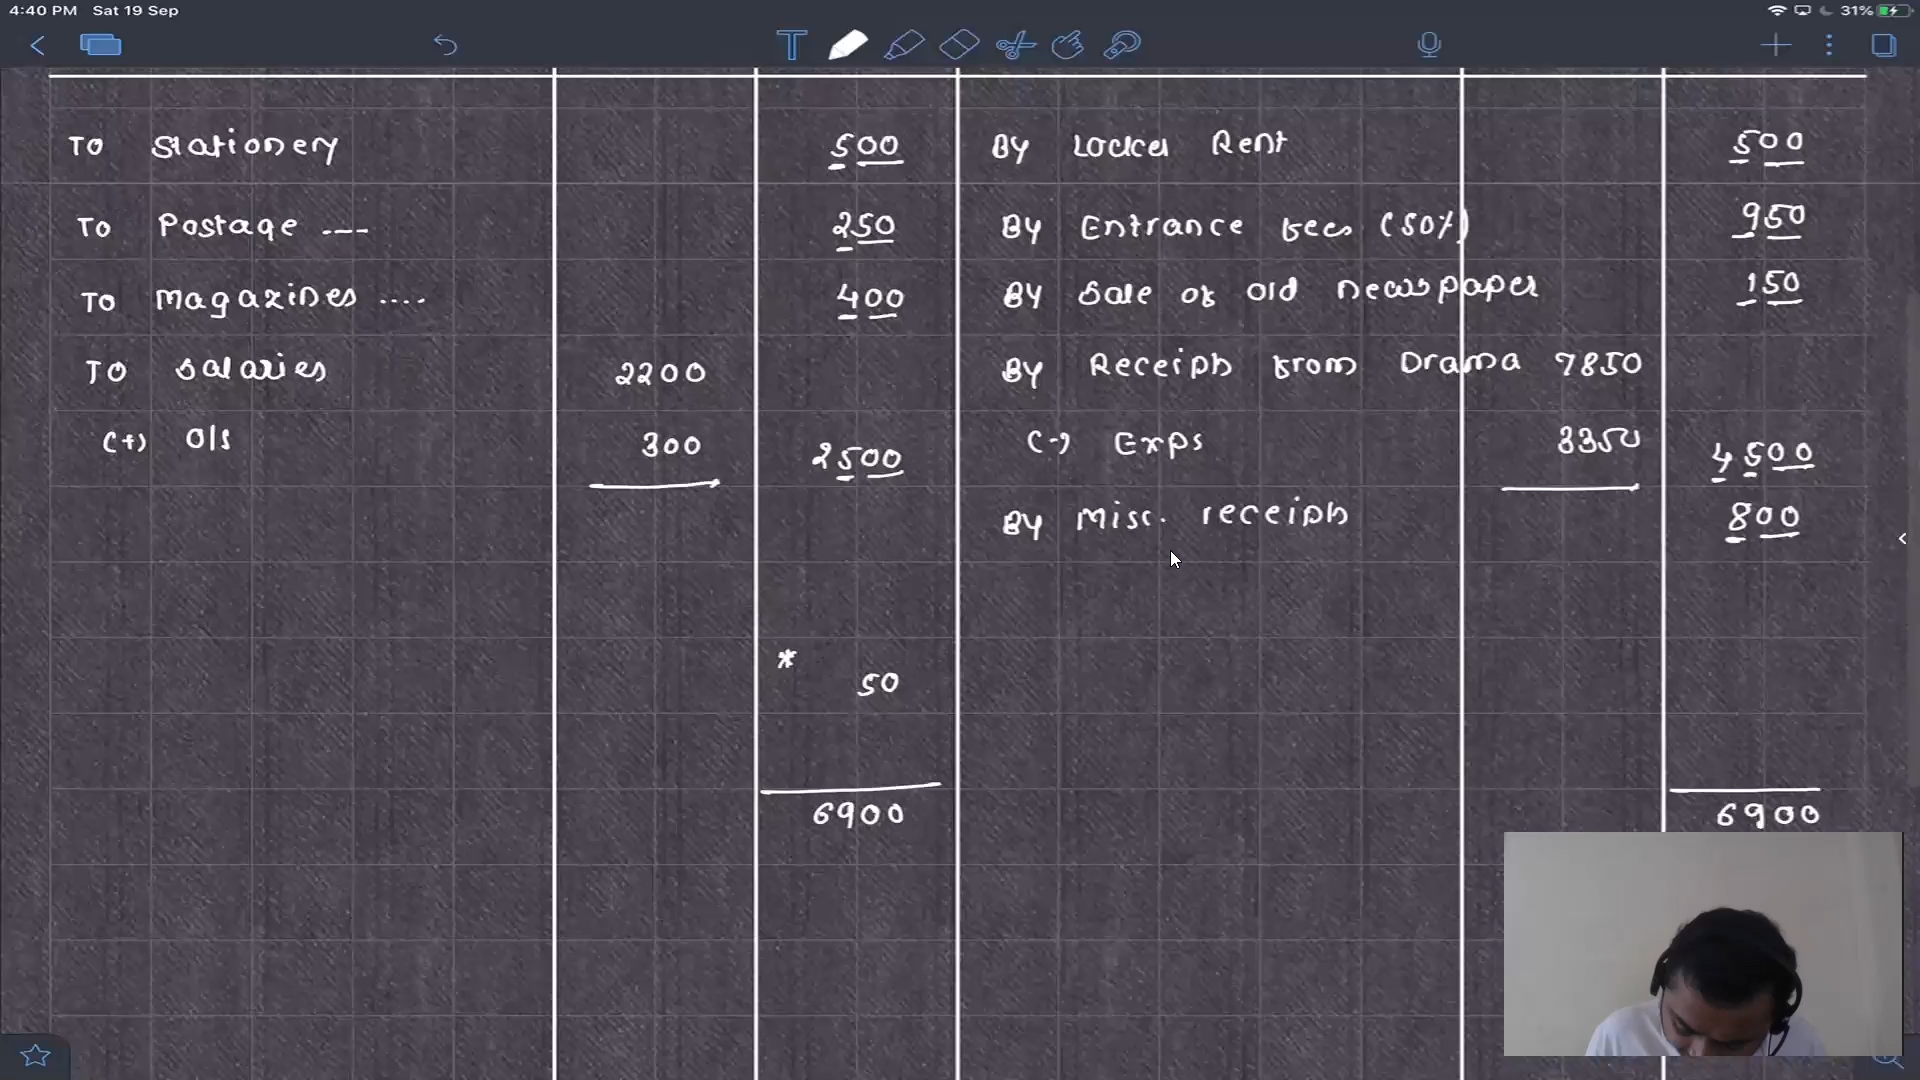 4:40 PM Sat 19 Sep
31%
TO Stationery 500 BY Locker Rent 500
TO Postage --- 250 BY Entrance fees (50%) 950
TO Magazines .... 400 BY Sale of old newspaper 150
TO Salaries 2200 BY Receipts from Drama 7850
(+) O/s 300 2500 (-) Exps 3350 4500
BY Misc. receipts 800
* 50
6900 6900